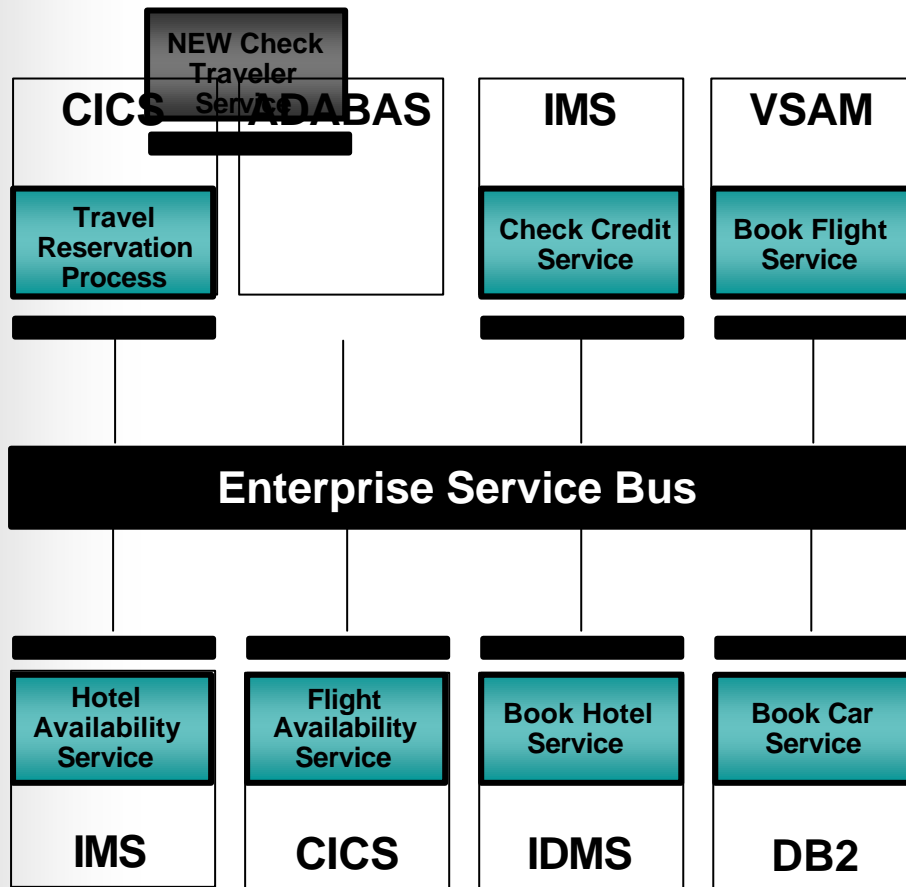 NEW Check
Traveler
Service
CICS
ADABAS
IMS
VSAM
Travel
Reservation
Process
Check Credit
Service
Book Flight
Service
Enterprise Service Bus
Hotel
Availability
Service
Flight
Availability
Service
Book Hotel
Service
Book Car
Service
IMS
CICS
IDMS
DB2